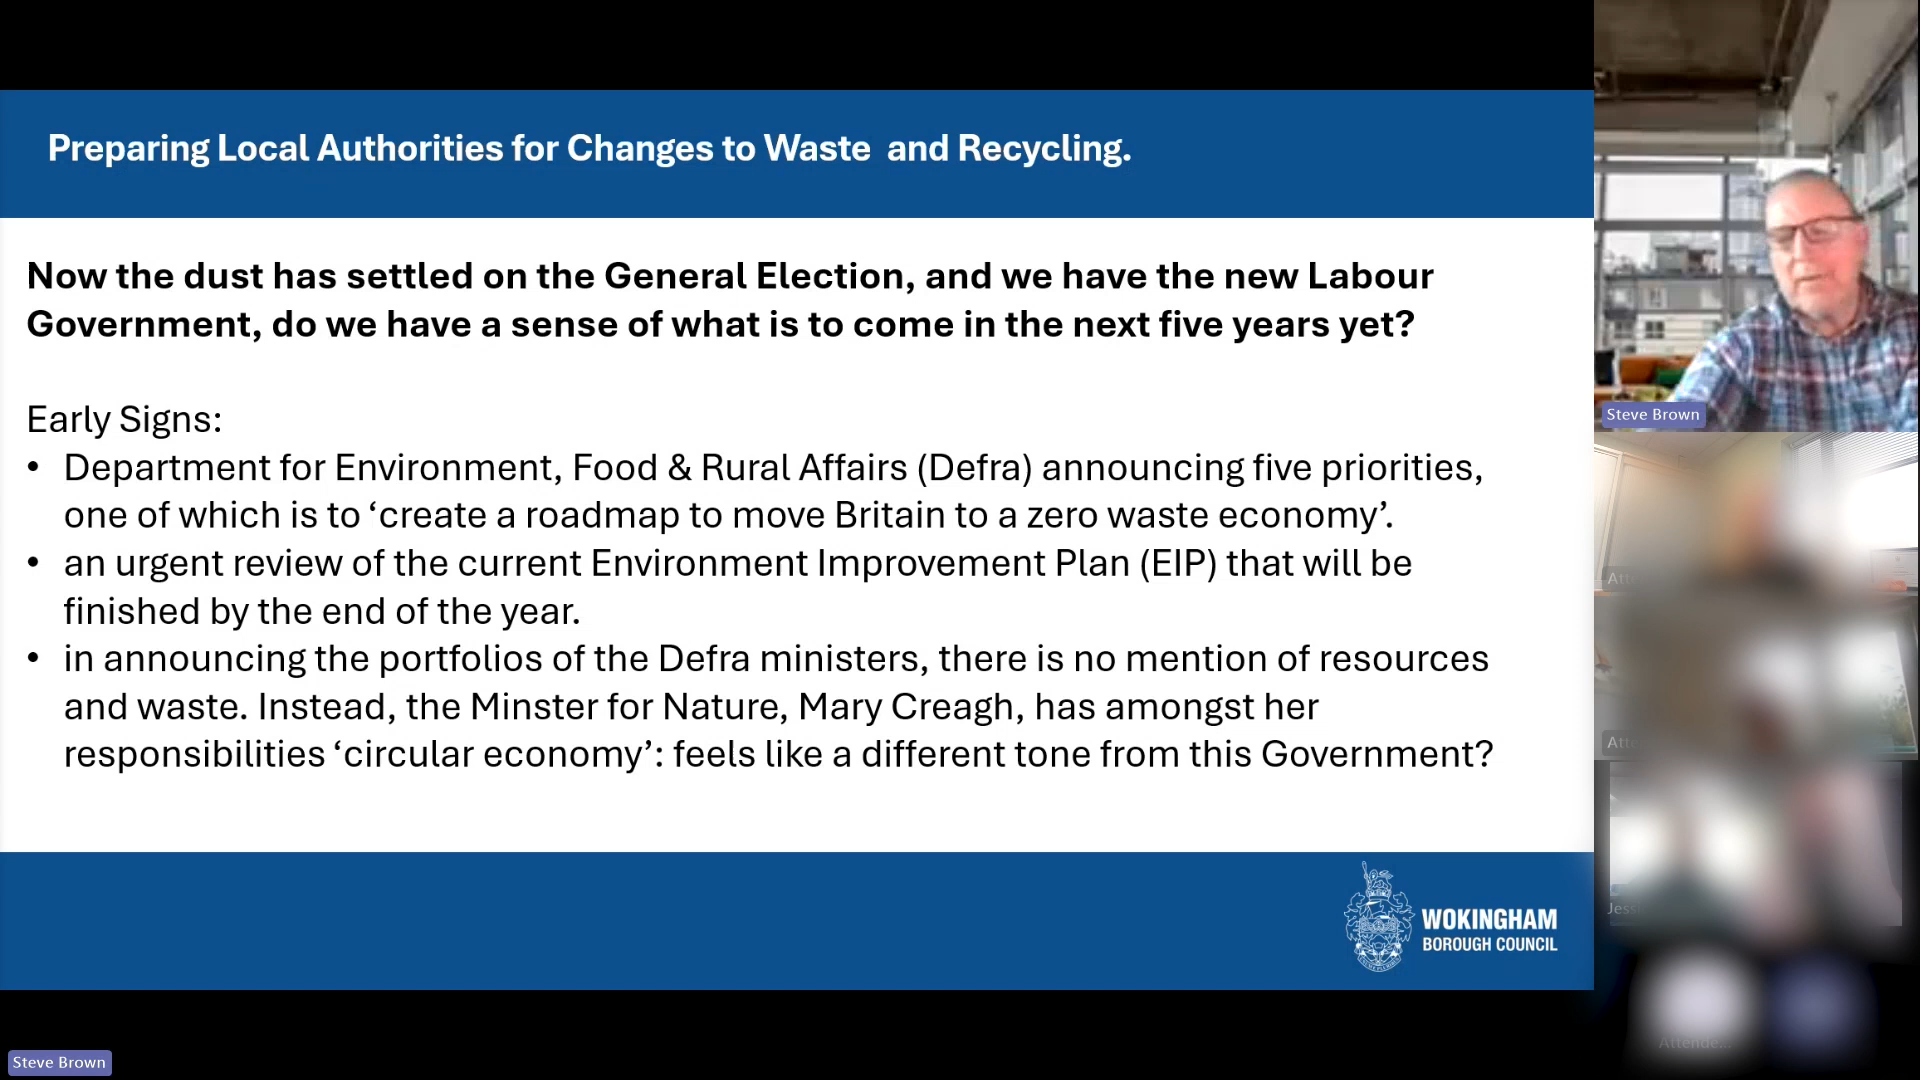 Preparing Local Authorities for Changes to Waste and Recycling.
Now the dust has settled on the General Election, and we have the new Labour
Government, do we have a sense of what is to come in the next five years yet?
Early Signs:
• Department for Environment, Food & Rural Affairs (Defra) announcing five priorities,
one of which is to ‘create a roadmap to move Britain to a zero waste economy’.
• an urgent review of the current Environment Improvement Plan (EIP) that will be
finished by the end of the year.
• in announcing the portfolios of the Defra ministers, there is no mention of resources
and waste. Instead, the Minster for Nature, Mary Creagh, has amongst her
responsibilities ‘circular economy’: feels like a different tone from this Government?
WOKINGHAM
BOROUGH COUNCIL
Steve Brown
Steve Brown